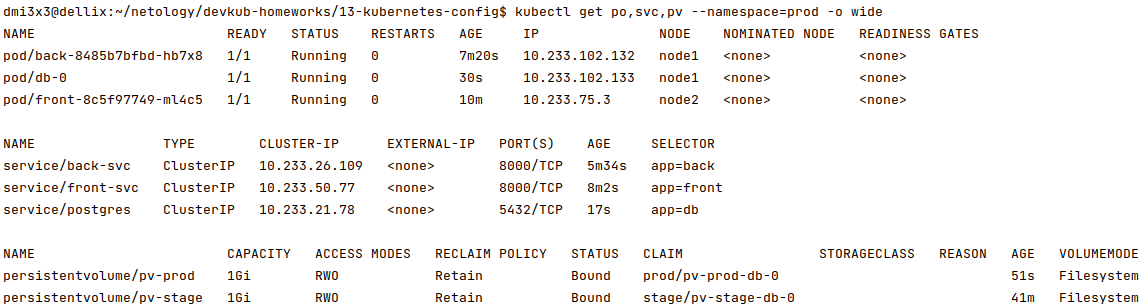 dmi3x3@dellix:~/netology/devkub-homeworks/13-kubernetes-config$ kubectl get po,svc,pv --namespace=prod -o wide
NAME                        READY   STATUS    RESTARTS   AGE     IP               NODE    NOMINATED NODE   READINESS GATES
pod/back-8485b7bfbd-hb7x8   1/1     Running   0          7m20s   10.233.102.132   node1   <none>           <none>
pod/db-0                    1/1     Running   0          30s     10.233.102.133   node1   <none>           <none>
pod/front-8c5f97749-ml4c5   1/1     Running   0          10m     10.233.75.3      node2   <none>           <none>

NAME                TYPE        CLUSTER-IP      EXTERNAL-IP   PORT(S)    AGE     SELECTOR
service/back-svc    ClusterIP   10.233.26.109   <none>        8000/TCP   5m34s   app=back
service/front-svc   ClusterIP   10.233.50.77    <none>        8000/TCP   8m2s    app=front
service/postgres    ClusterIP   10.233.21.78    <none>        5432/TCP   17s     app=db

NAME                        CAPACITY   ACCESS MODES   RECLAIM POLICY   STATUS   CLAIM                 STORAGECLASS   REASON   AGE   VOLUMEMODE
persistentvolume/pv-prod    1Gi        RWO            Retain           Bound    prod/pv-prod-db-0                             51s   Filesystem
persistentvolume/pv-stage   1Gi        RWO            Retain           Bound    stage/pv-stage-db-0                           41m   Filesystem